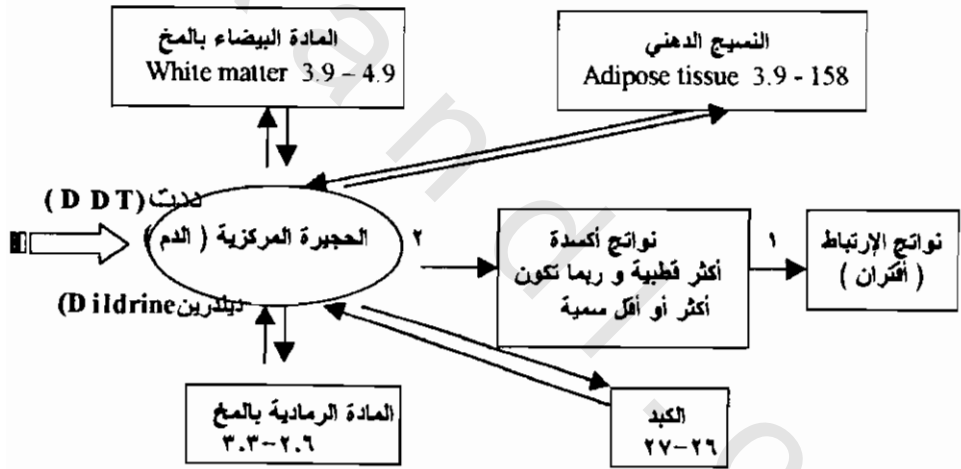 المادة البيضاء بالمخ
White matter 3.9 – 4.9
النسيج الدهني
Adipose tissue 3.9 - 158
ددت (D D T)
الحجيرة المركزية ( الدم )
٢
نواتج أكسدة
أكثر قطبية و ربما تكون
أكثر أو أقل سمية
١
نواتج الإرتباط
( أقتران )
ديلدرين Dildrine)
المادة الرمادية بالمخ
٢.٦–٣.٣
الكبد
٢٦–٢٧